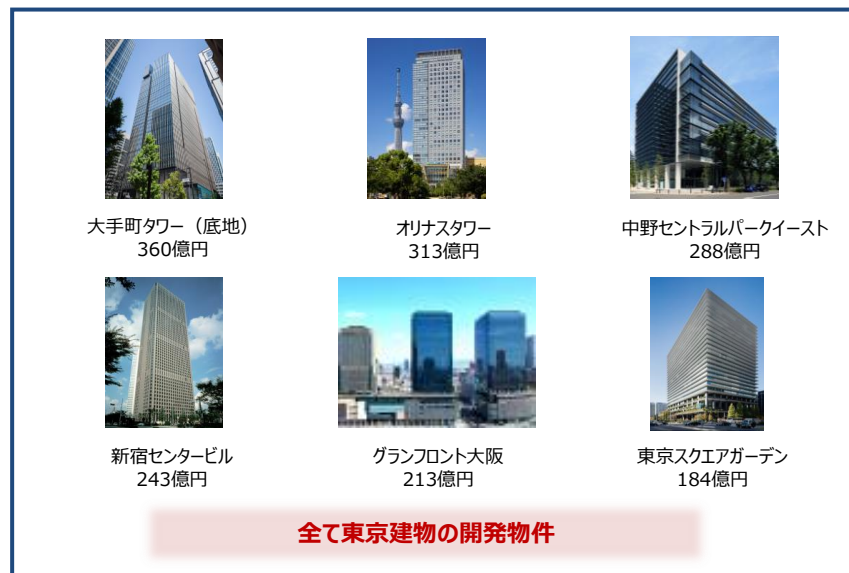 大手町タワー（底地）
360億円
オリナスタワー
313億円
中野セントラルパークイースト
288億円
新宿センタービル
243億円
グランフロント大阪
213億円
東京スクエアガーデン
184億円
全て東京建物の開発物件